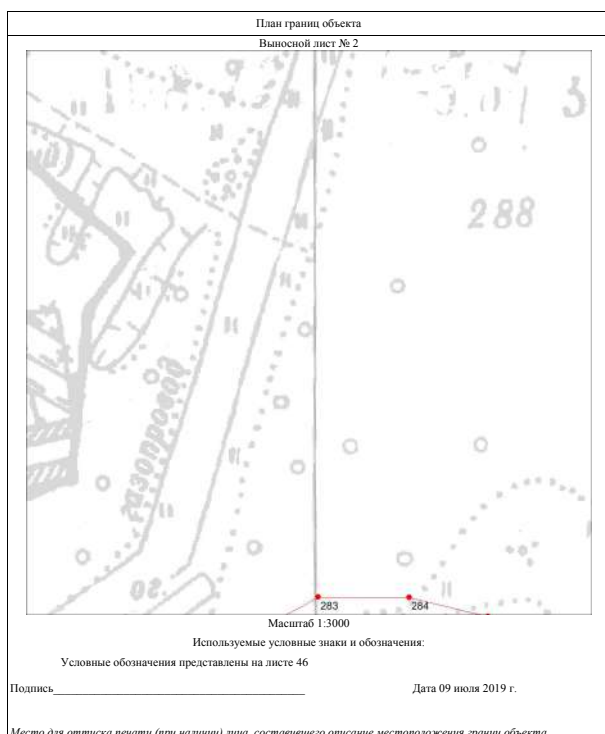 План границ объекта
Выносной лист № 2
288
газопровод
283
284
Масштаб 1:3000
Используемые условные знаки и обозначения:
Условные обозначения представлены на листе 46
Подпись Дата 09 июля 2019 г.
Место для оттиска печати (при наличии) лица, составившего описание местоположения границ объекта